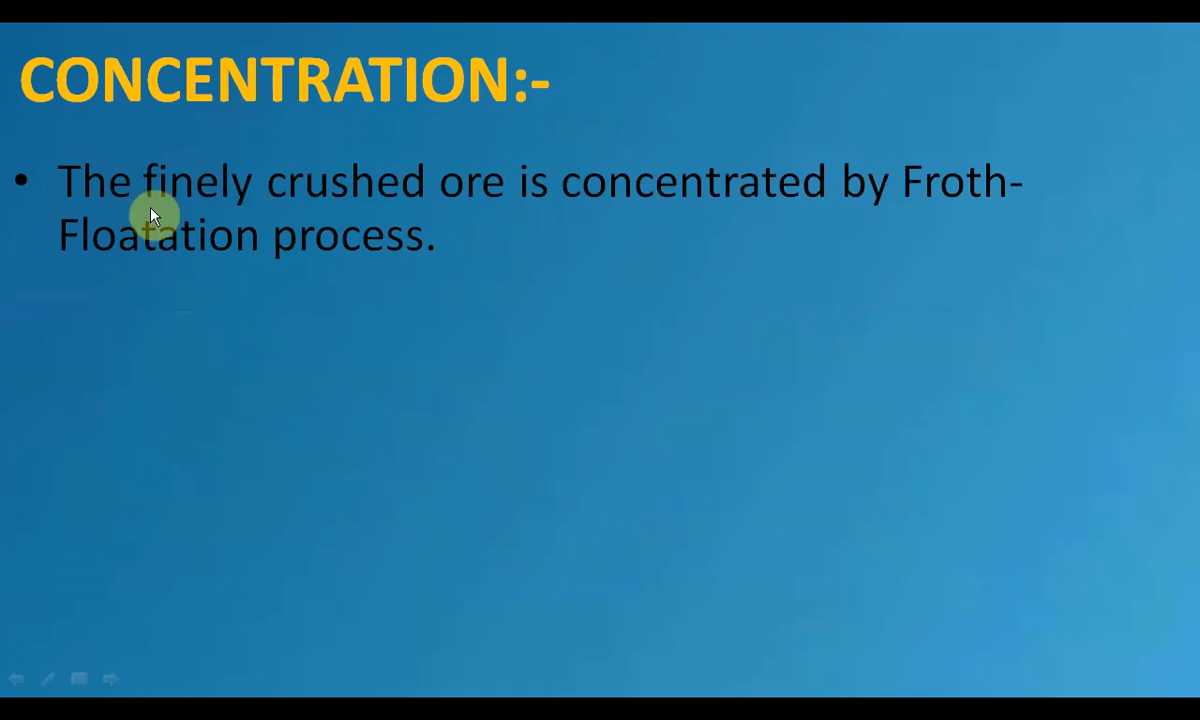 CONCENTRATION:-
• The finely crushed ore is concentrated by Froth-
Floatation process.